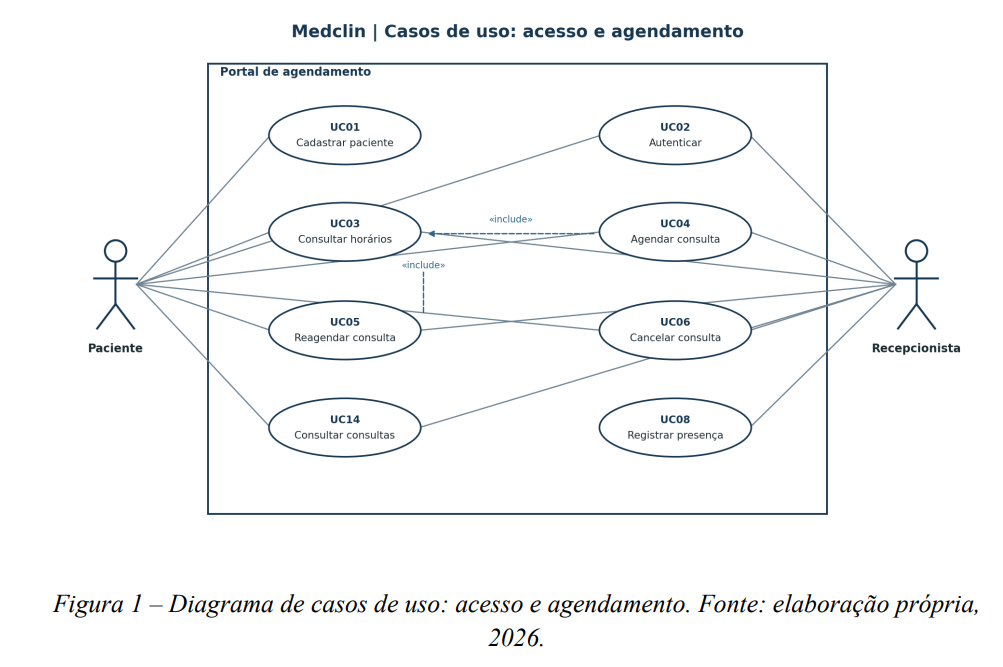 Medclin | Casos de uso: acesso e agendamento
Portal de agendamento
UC01
Cadastrar paciente
UC02
Autenticar
UC03
Consultar horários
«include»
UC04
Agendar consulta
«include»
UC05
Reagendar consulta
UC06
Cancelar consulta
Paciente
Recepcionista
UC14
Consultar consultas
UC08
Registrar presença
Figura 1 – Diagrama de casos de uso: acesso e agendamento. Fonte: elaboração própria,
2026.